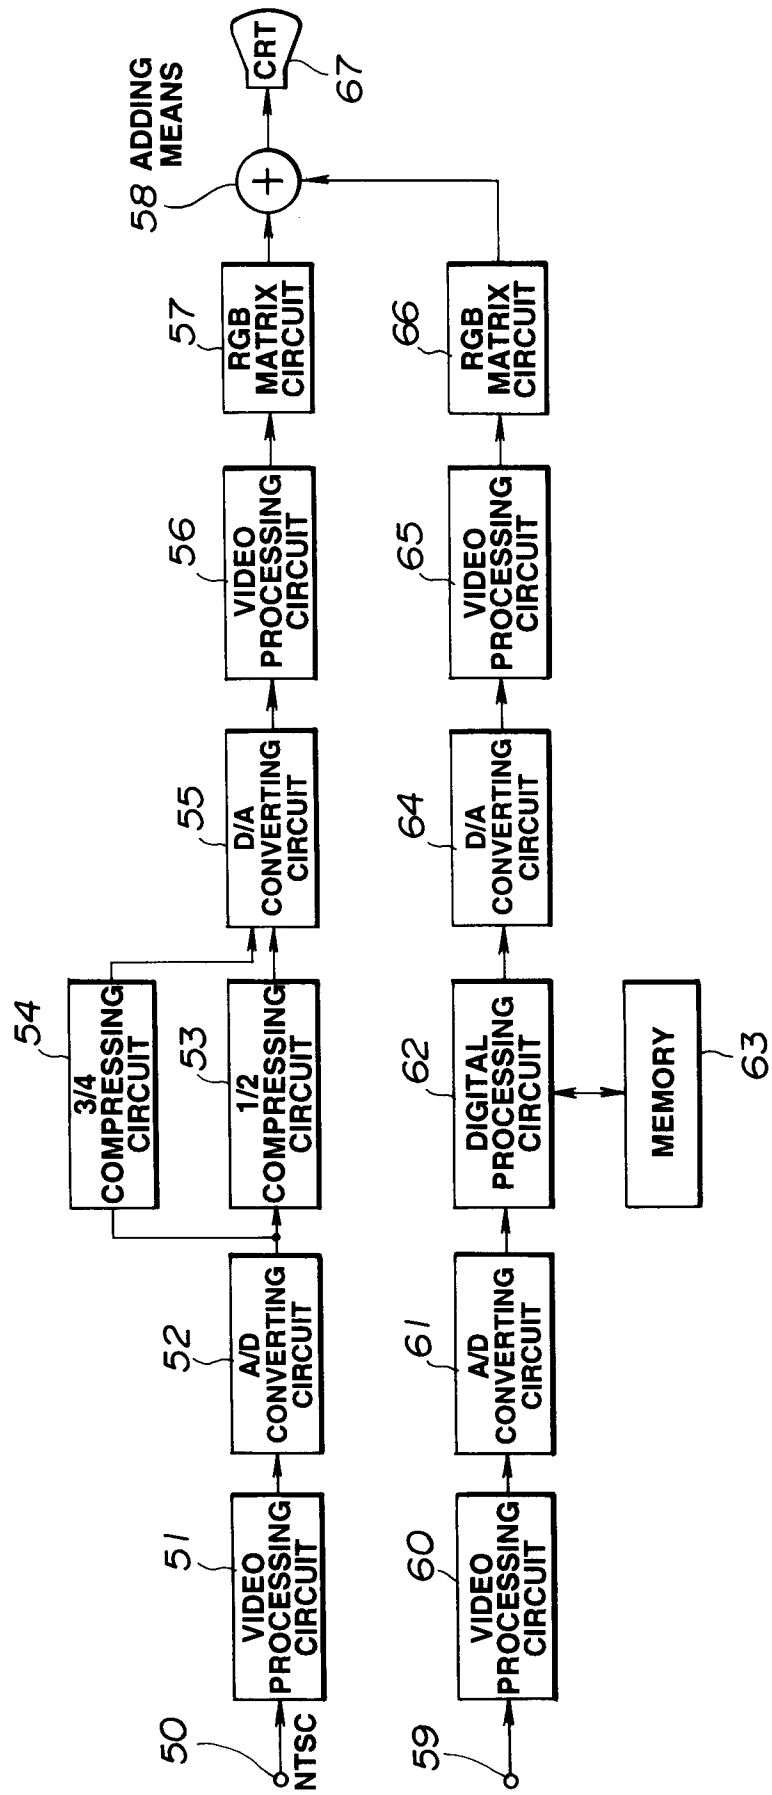 50
NTSC
51
VIDEO
PROCESSING
CIRCUIT
52
A/D
CONVERTING
CIRCUIT
54
3/4
COMPRESSING
CIRCUIT
53
1/2
COMPRESSING
CIRCUIT
55
D/A
CONVERTING
CIRCUIT
56
VIDEO
PROCESSING
CIRCUIT
57
RGB
MATRIX
CIRCUIT
58 ADDING
MEANS
CRT
67
59
60
VIDEO
PROCESSING
CIRCUIT
61
A/D
CONVERTING
CIRCUIT
62
DIGITAL
PROCESSING
CIRCUIT
MEMORY
63
64
D/A
CONVERTING
CIRCUIT
65
VIDEO
PROCESSING
CIRCUIT
66
RGB
MATRIX
CIRCUIT